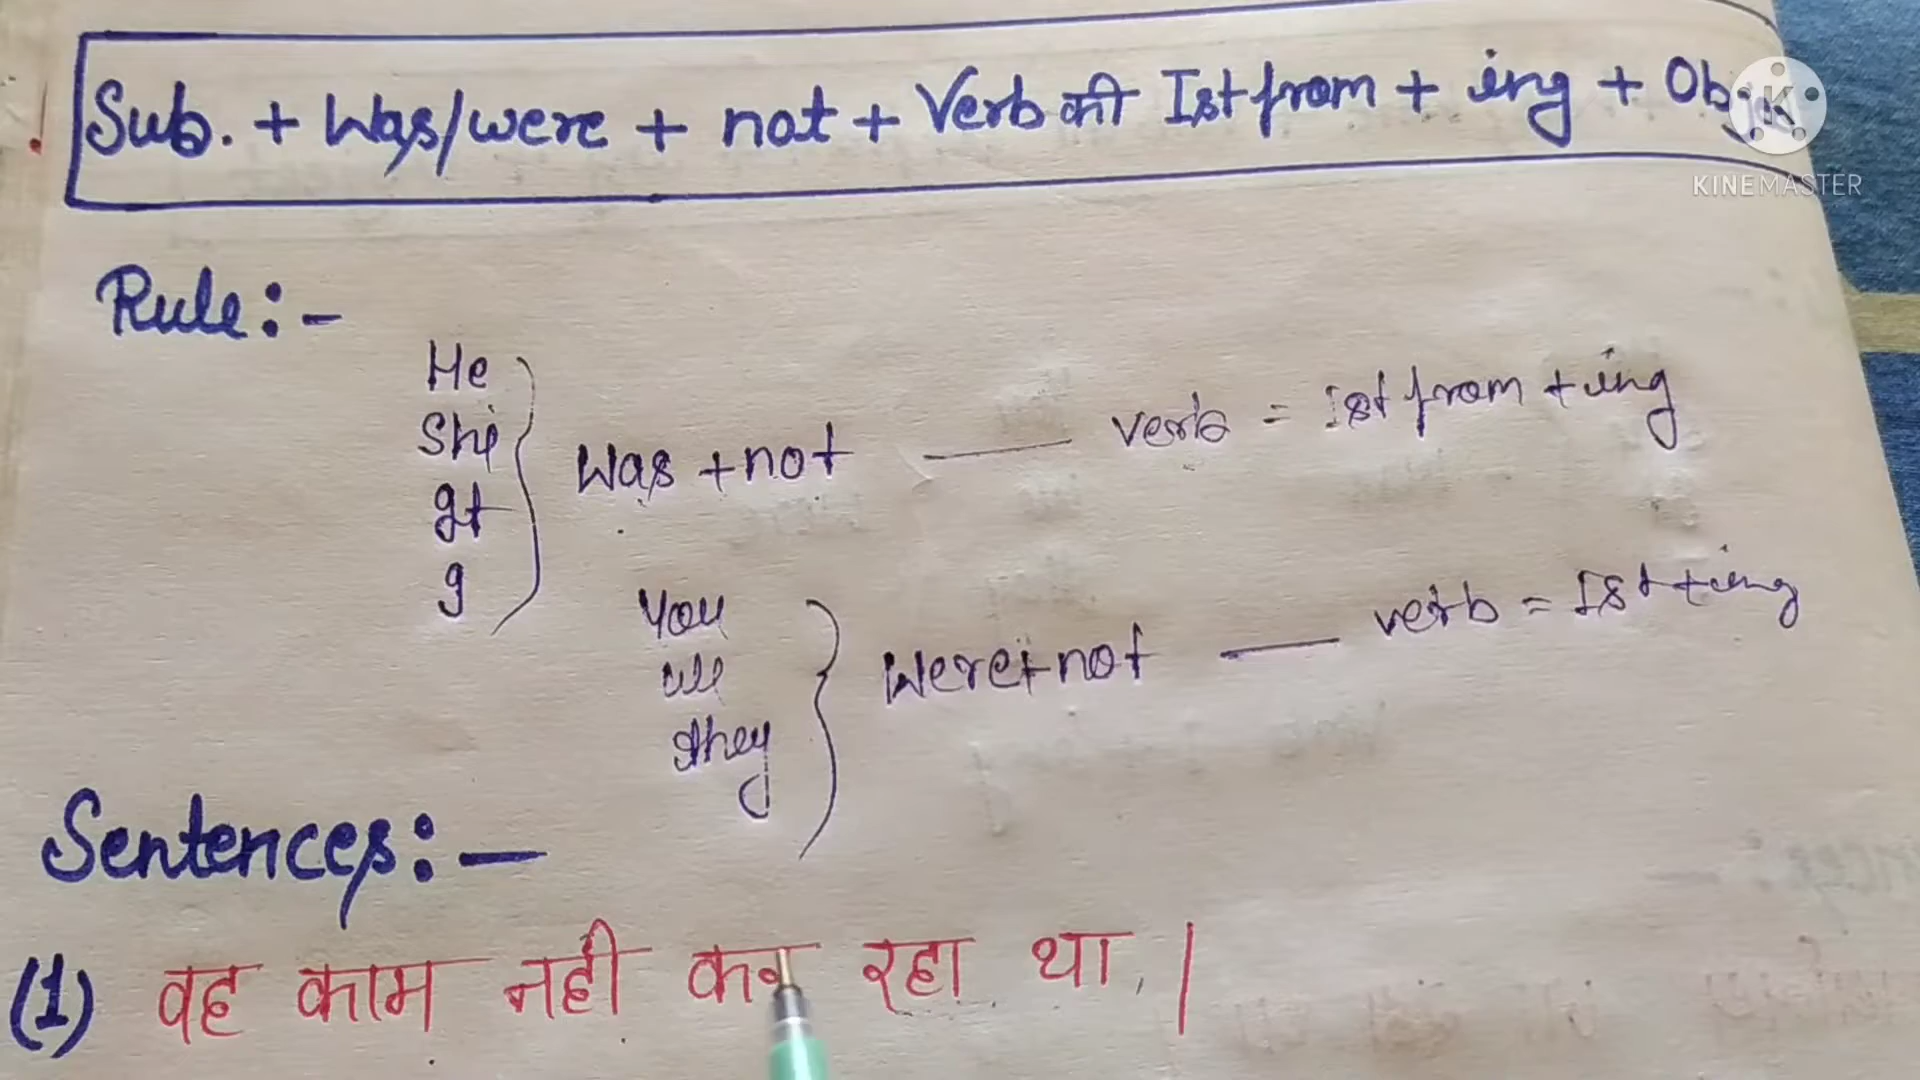 Sub. + Was/were + not + Verb की Ist from + ing + Obje
KINEMASTER
Rule:-
He
She
It
I
Was + not — verb = Ist from + ing
You
we
they
Were + not — verb = Ist + ing
Sentences:-
(1) वह काम नही कर रहा था।